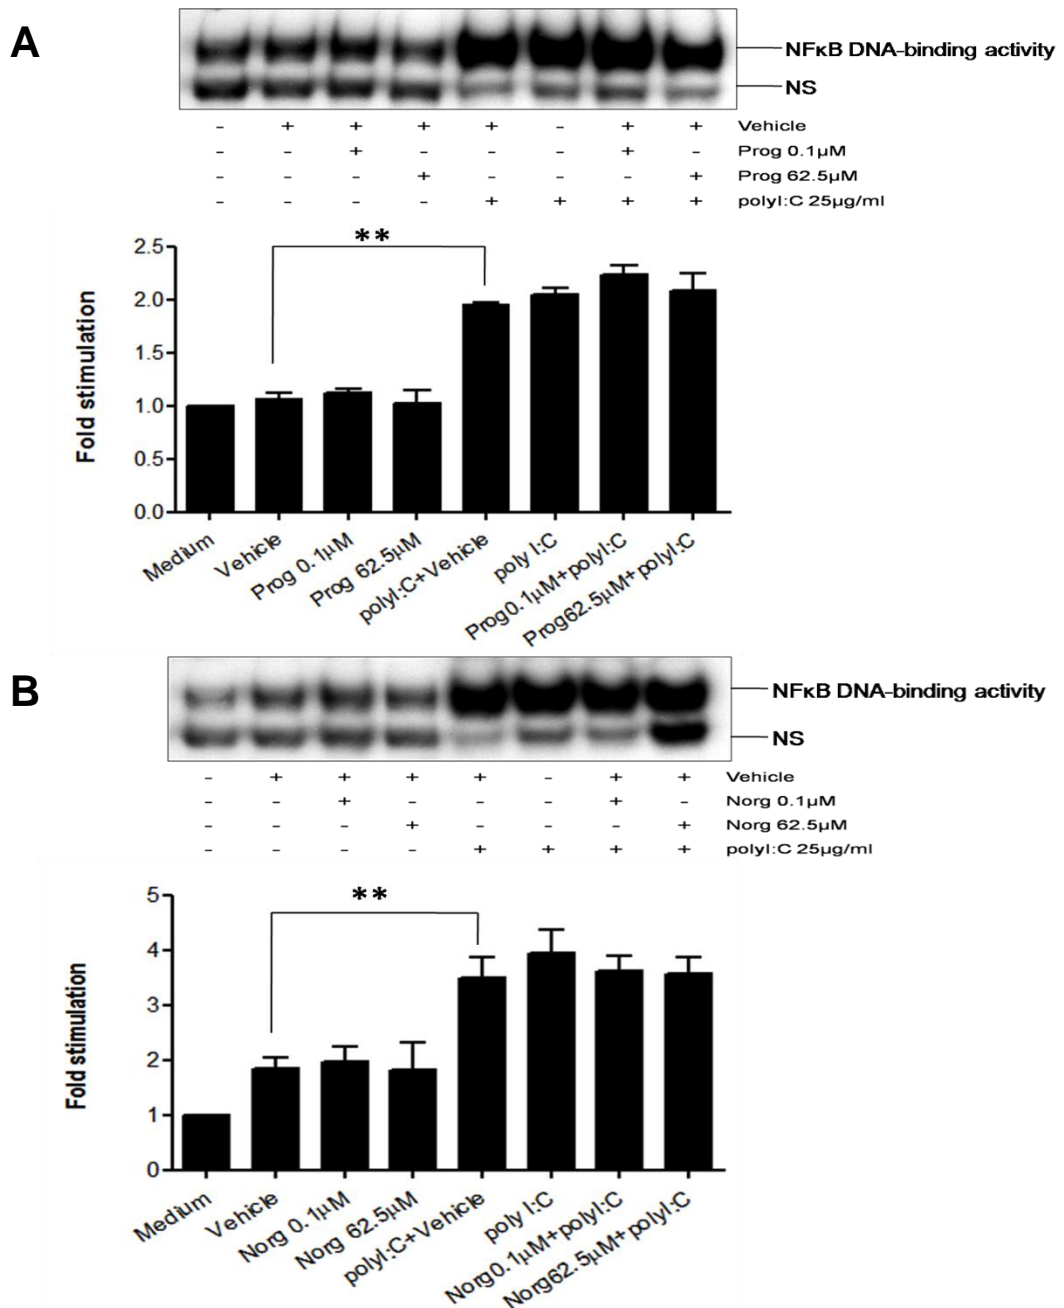 A
NFκB DNA-binding activity
NS
- + + + + - + + Vehicle
- - + - - - + - Prog 0.1µM
- - - + - - - + Prog 62.5µM
- - - - + + + + polyI:C 25µg/ml
**
2.5
2.0
1.5
1.0
0.5
0.0
Fold stimulation
Medium
Vehicle
Prog 0.1µM
Prog 62.5µM
polyI:C+Vehicle
poly I:C
Prog0.1µM+polyI:C
Prog62.5µM+polyI:C
B
NFκB DNA-binding activity
NS
- + + + + - + + Vehicle
- - + - - - + - Norg 0.1µM
- - - + - - - + Norg 62.5µM
- - - - + + + + polyI:C 25µg/ml
**
5
4
3
2
1
0
Fold stimulation
Medium
Vehicle
Norg 0.1µM
Norg 62.5µM
polyI:C+Vehicle
poly I:C
Norg0.1µM+polyI:C
Norg62.5µM+polyI:C